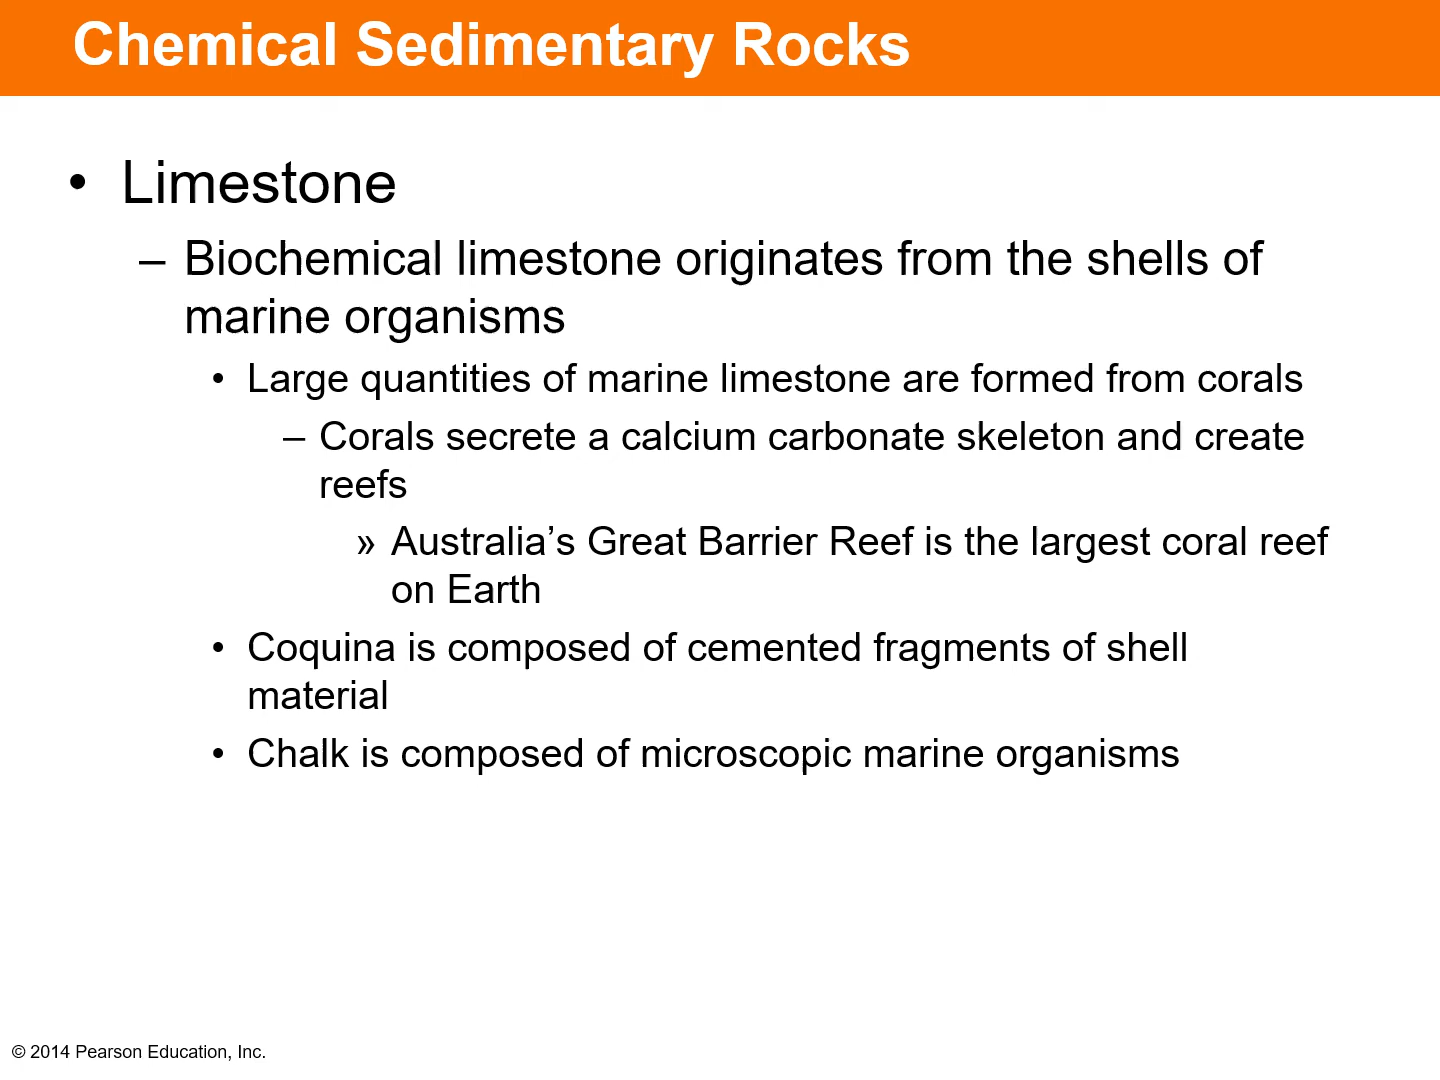 Chemical Sedimentary Rocks
• Limestone
– Biochemical limestone originates from the shells of
marine organisms
• Large quantities of marine limestone are formed from corals
– Corals secrete a calcium carbonate skeleton and create
reefs
» Australia’s Great Barrier Reef is the largest coral reef
on Earth
• Coquina is composed of cemented fragments of shell
material
• Chalk is composed of microscopic marine organisms
© 2014 Pearson Education, Inc.